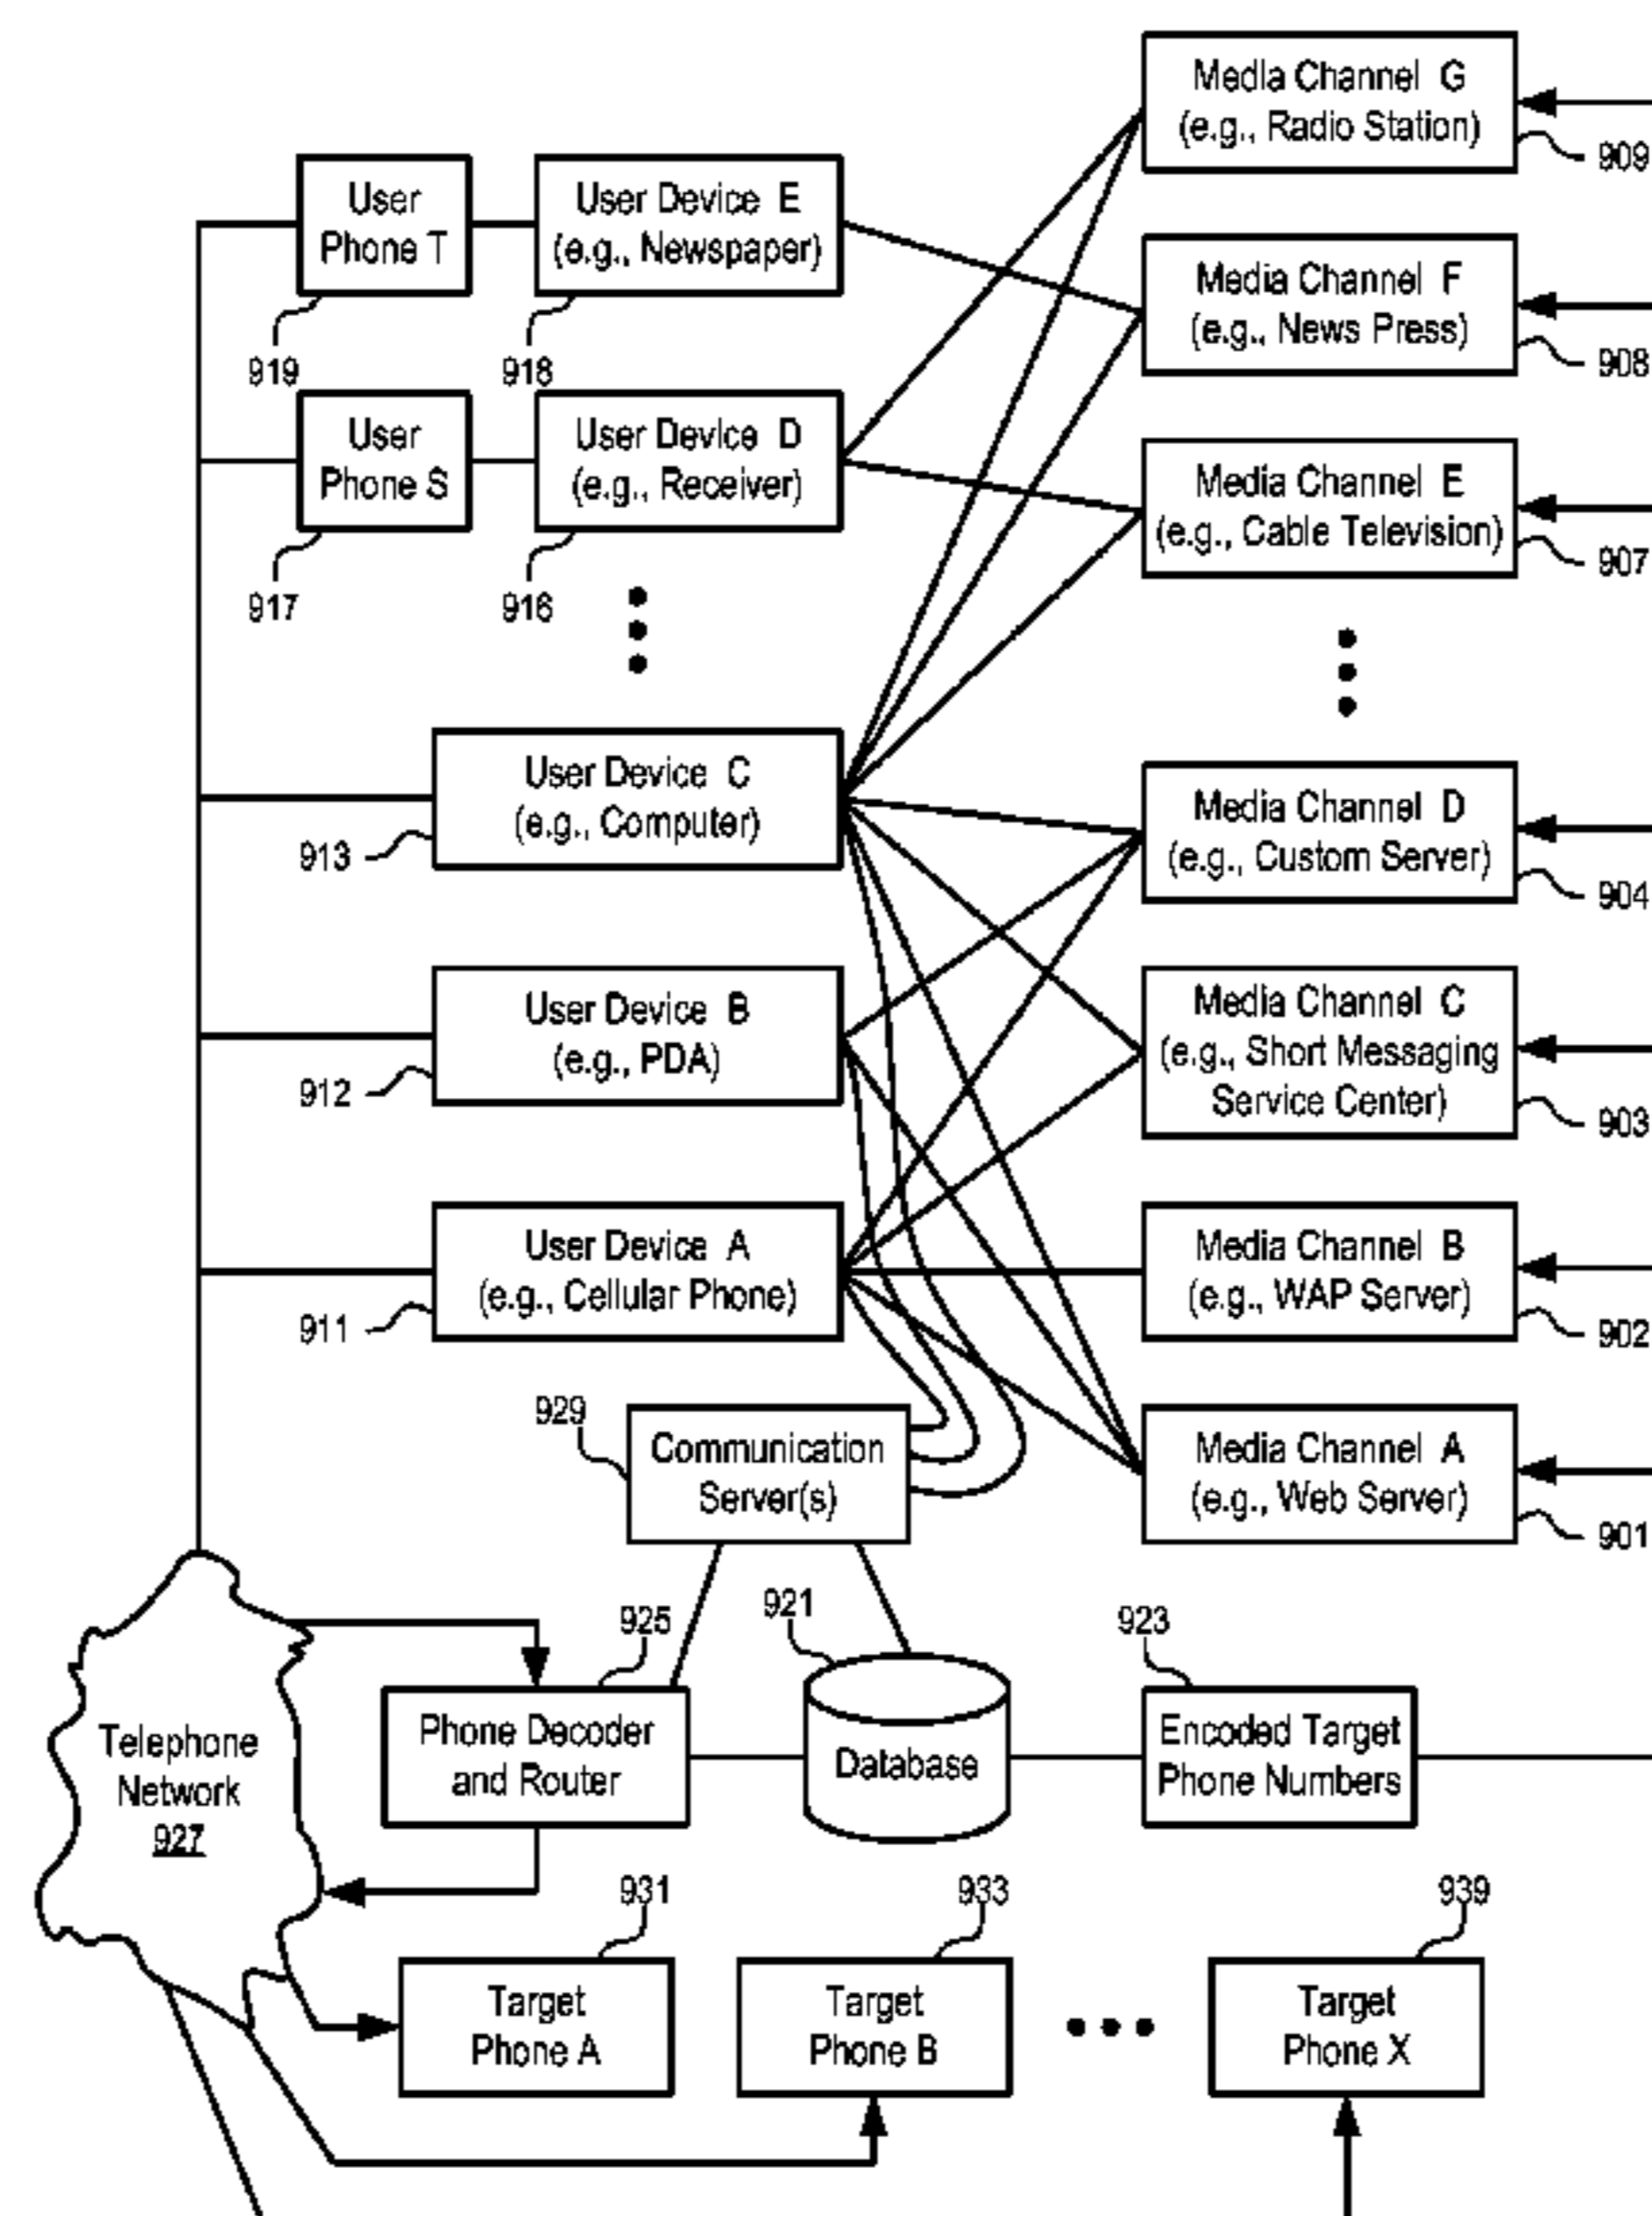 Media Channel G
(e.g., Radio Station)
909
User
Phone T
User Device E
(e.g., Newspaper)
Media Channel F
(e.g., News Press)
919
918
908
User
Phone S
User Device D
(e.g., Receiver)
Media Channel E
(e.g., Cable Television)
917
916
907
User Device C
(e.g., Computer)
913
Media Channel D
(e.g., Custom Server)
904
User Device B
(e.g., PDA)
912
Media Channel C
(e.g., Short Messaging
Service Center)
903
User Device A
(e.g., Cellular Phone)
911
Media Channel B
(e.g., WAP Server)
902
929
Communication
Server(s)
Media Channel A
(e.g., Web Server)
901
925
921
923
Telephone
Network
927
Phone Decoder
and Router
Database
Encoded Target
Phone Numbers
931
933
939
Target
Phone A
Target
Phone B
Target
Phone X